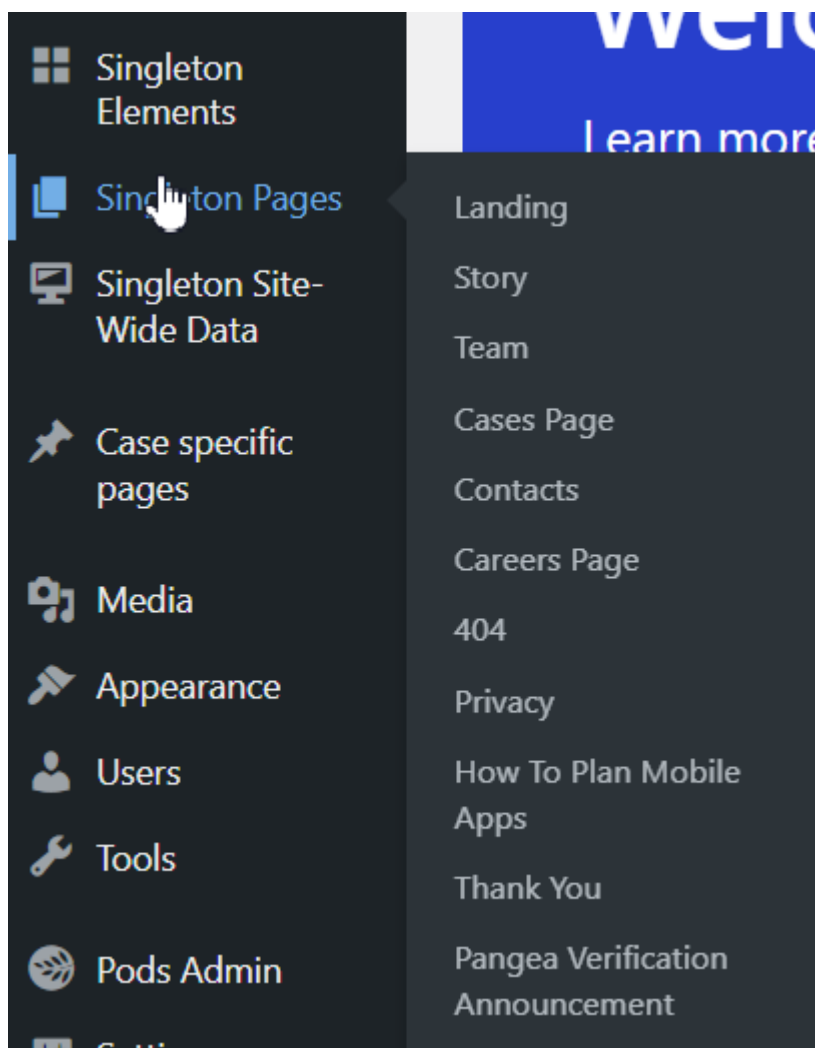 Singleton
Elements
Singleton Pages
Singleton Site-
Wide Data
Case specific
pages
Media
Appearance
Users
Tools
Pods Admin
Learn more
Landing
Story
Team
Cases Page
Contacts
Careers Page
404
Privacy
How To Plan Mobile
Apps
Thank You
Pangea Verification
Announcement